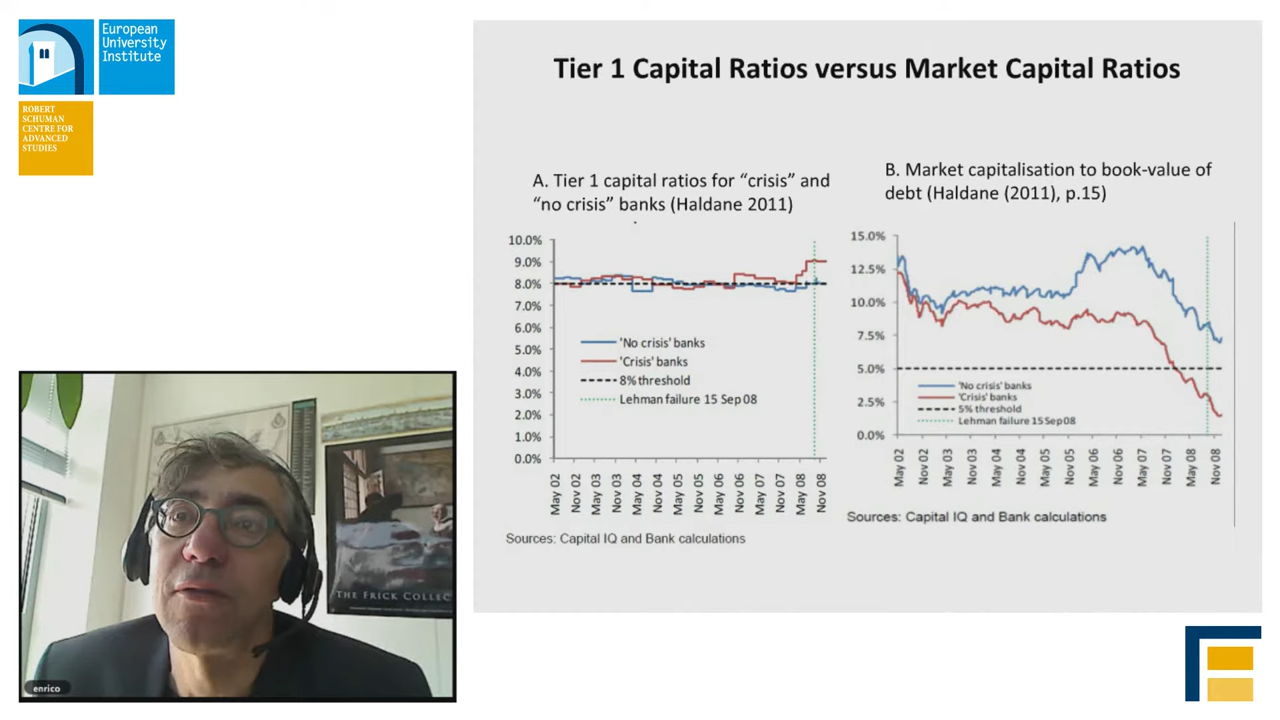 European
University
Institute
ROBERT
SCHUMAN
CENTRE FOR
ADVANCED
STUDIES
Tier 1 Capital Ratios versus Market Capital Ratios
A. Tier 1 capital ratios for “crisis” and
“no crisis” banks (Haldane 2011)
10.0%
9.0%
8.0%
7.0%
6.0%
5.0%
4.0%
3.0%
2.0%
1.0%
0.0%
'No crisis' banks
'Crisis' banks
8% threshold
Lehman failure 15 Sep 08
May 02
Nov 02
May 03
Nov 03
May 04
Nov 04
May 05
Nov 05
May 06
Nov 06
May 07
Nov 07
May 08
Nov 08
Sources: Capital IQ and Bank calculations
B. Market capitalisation to book-value of
debt (Haldane (2011), p.15)
15.0%
12.5%
10.0%
7.5%
5.0%
2.5%
0.0%
'No crisis' banks
'Crisis' banks
5% threshold
Lehman failure 15 Sep 08
May 02
Nov 02
May 03
Nov 03
May 04
Nov 04
May 05
Nov 05
May 06
Nov 06
May 07
Nov 07
May 08
Nov 08
Sources: Capital IQ and Bank calculations
THE FRICK COLLEC
enrico